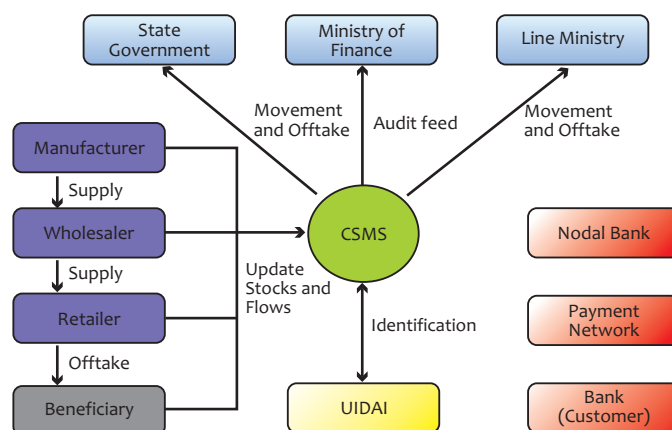 State
Government
Ministry of
Finance
Line Ministry
Movement
and Offtake
Audit feed
Movement
and Offtake
Manufacturer
Supply
Wholesaler
CSMS
Nodal Bank
Supply
Update
Stocks and
Flows
Retailer
Identification
Payment
Network
Offtake
Beneficiary
UIDAI
Bank
(Customer)